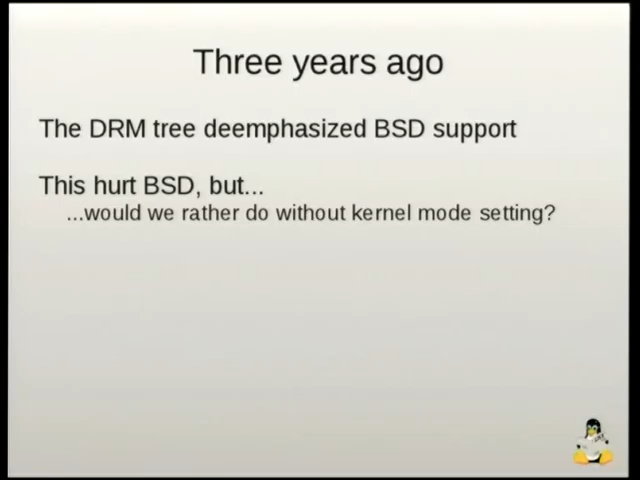 Three years ago
The DRM tree deemphasized BSD support
This hurt BSD, but...
...would we rather do without kernel mode setting?